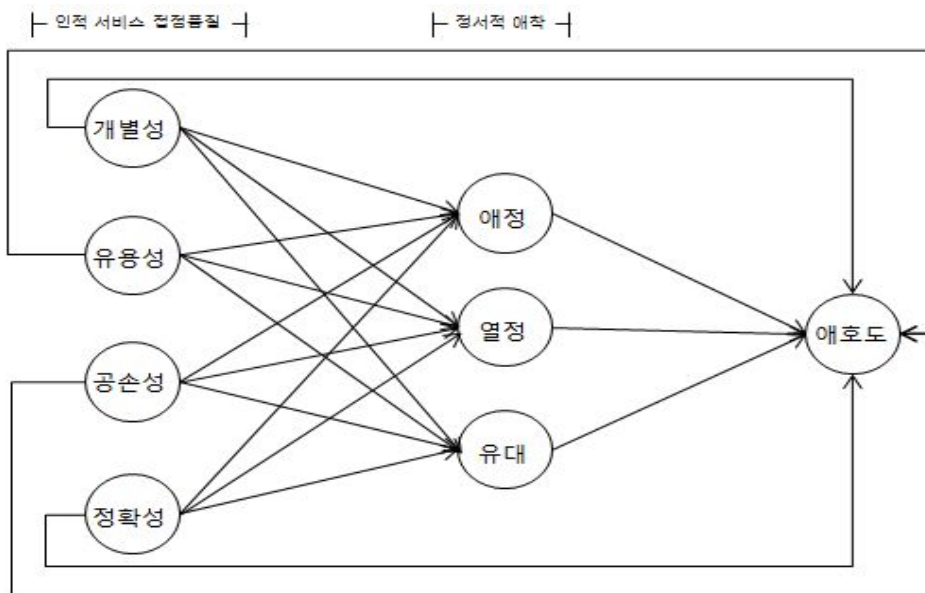 인적 서비스 접점품질
정서적 애착
개별성
유용성
공손성
정확성
애정
열정
유대
애호도